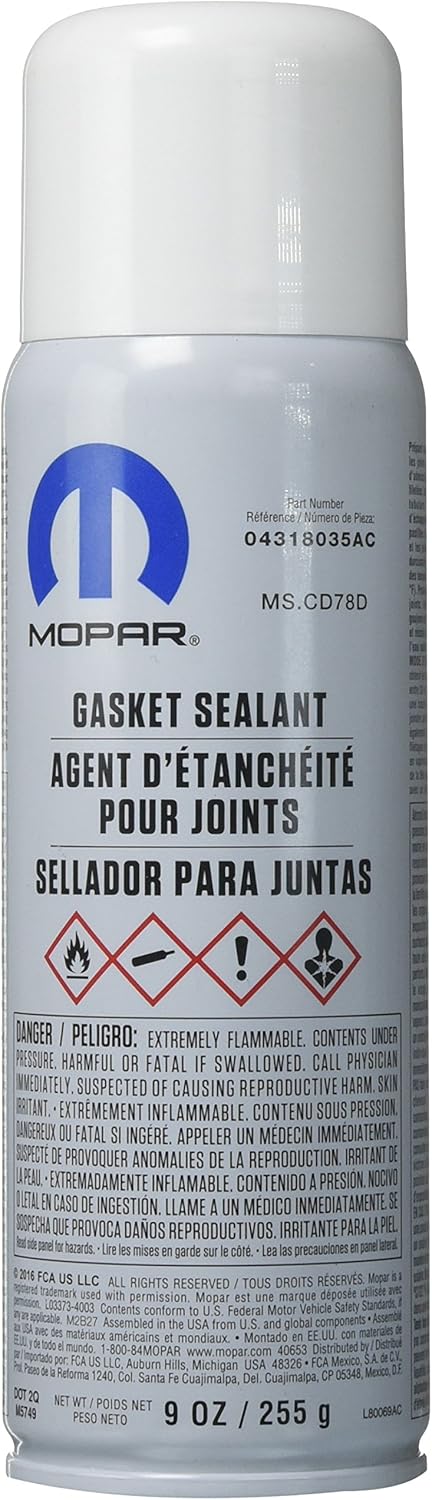 Part Number
Référence / Número de Pieza:
04318035AC
MS.CD78D
MOPAR®
GASKET SEALANT
AGENT D'ÉTANCHÉITÉ
POUR JOINTS
SELLADOR PARA JUNTAS
DANGER / PELIGRO: EXTREMELY FLAMMABLE. CONTENTS UNDER
PRESSURE. HARMFUL OR FATAL IF SWALLOWED. CALL PHYSICIAN
IMMEDIATELY. SUSPECTED OF CAUSING REPRODUCTIVE HARM. SKIN
IRRITANT. • EXTRÊMEMENT INFLAMMABLE. CONTENU SOUS PRESSION.
DANGEREUX OU FATAL SI INGÉRÉ. APPELER UN MÉDECIN IMMÉDIATEMENT.
SUSPECTÉ DE PROVOQUER ANOMALIES DE LA REPRODUCTION. IRRITANT DE
LA PEAU. • EXTREMADAMENTE INFLAMABLE. CONTENIDO A PRESIÓN. NOCIVO
O LETAL EN CASO DE INGESTIÓN. LLAME A UN MÉDICO INMEDIATAMENTE. SE
SOSPECHA QUE PROVOCA DAÑOS REPRODUCTIVOS. IRRITANTE PARA LA PIEL.
Read side panel for hazards. • Lire les mises en garde sur le côté. • Lea las precauciones en panel lateral.
© 2016 FCA US LLC ALL RIGHTS RESERVED / TOUS DROITS RÉSERVÉS. Mopar is a
registered trademark used with permission. Mopar est une marque déposée utilisée avec
permission. L03373-4003 Contents conform to U.S. Federal Motor Vehicle Safety Standards, if
any are applicable. M2B27 Assembled in the USA from U.S. and global components • Assemblé
aux USA avec des matériaux américains et mondiaux. • Montado en EE.UU. con materiales de
EE.UU. y de todo el mundo. 1-800-84MOPAR www.mopar.com 40653 Distributed by / Distribué
par / Importado por: FCA US LLC, Auburn Hills, Michigan USA 48326 • FCA Mexico, S.A. de C.V.,
Prol. Paseo de la Reforma 1240, Col. Santa Fe Cuajimalpa, Del. Cuajimalpa, CP 05348, Mexico, D.F.
DOT 2Q
M5749
NET WT / POIDS NET
PESO NETO
9 OZ / 255 g
L80069AC